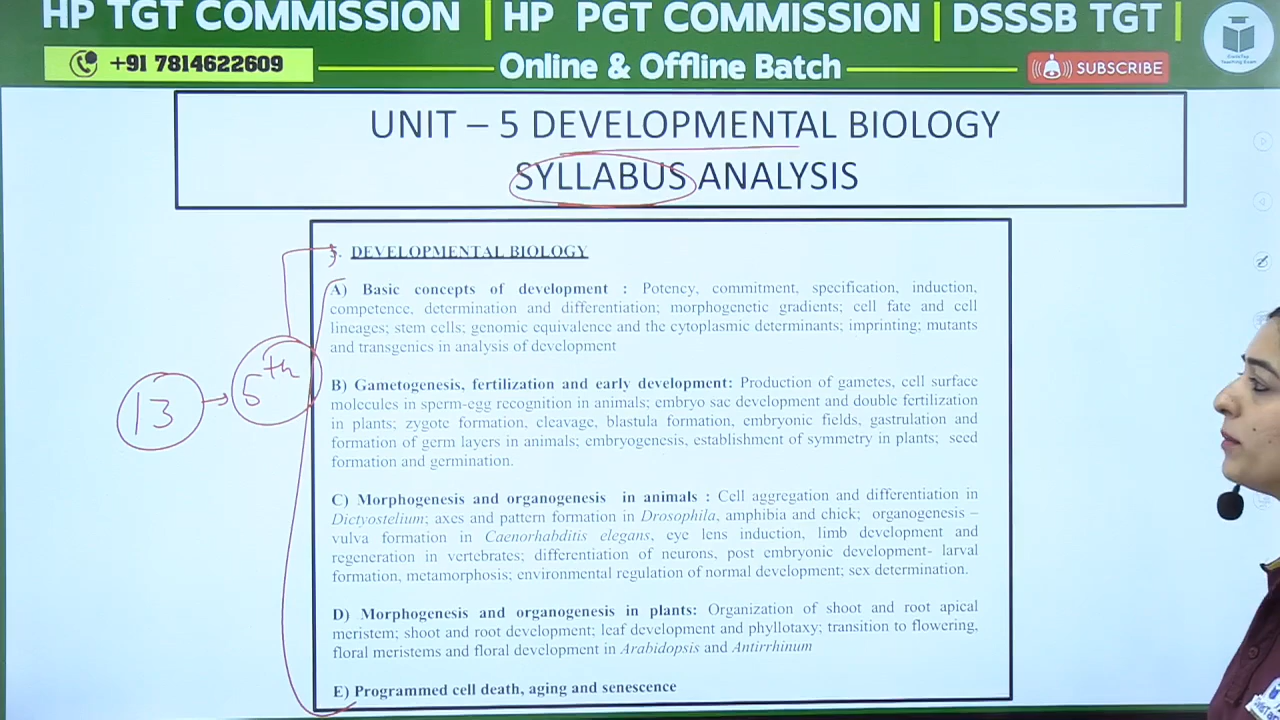 HP TGT COMMISSION | HP PGT COMMISSION | DSSSB TGT |
+91 7814622609
Online & Offline Batch
SUBSCRIBE
UNIT – 5 DEVELOPMENTAL BIOLOGY
SYLLABUS ANALYSIS
5. DEVELOPMENTAL BIOLOGY
A) Basic concepts of development : Potency, commitment, specification, induction,
competence, determination and differentiation; morphogenetic gradients; cell fate and cell
lineages; stem cells; genomic equivalence and the cytoplasmic determinants; imprinting; mutants
and transgenics in analysis of development
13 → 5th
B) Gametogenesis, fertilization and early development: Production of gametes, cell surface
molecules in sperm-egg recognition in animals; embryo sac development and double fertilization
in plants; zygote formation, cleavage, blastula formation, embryonic fields, gastrulation and
formation of germ layers in animals; embryogenesis, establishment of symmetry in plants; seed
formation and germination.
C) Morphogenesis and organogenesis in animals : Cell aggregation and differentiation in
Dictyostelium; axes and pattern formation in Drosophila, amphibia and chick; organogenesis –
vulva formation in Caenorhabditis elegans, eye lens induction, limb development and
regeneration in vertebrates; differentiation of neurons, post embryonic development- larval
formation, metamorphosis; environmental regulation of normal development; sex determination.
D) Morphogenesis and organogenesis in plants: Organization of shoot and root apical
meristem; shoot and root development; leaf development and phyllotaxy; transition to flowering,
floral meristems and floral development in Arabidopsis and Antirrhinum
E) Programmed cell death, aging and senescence